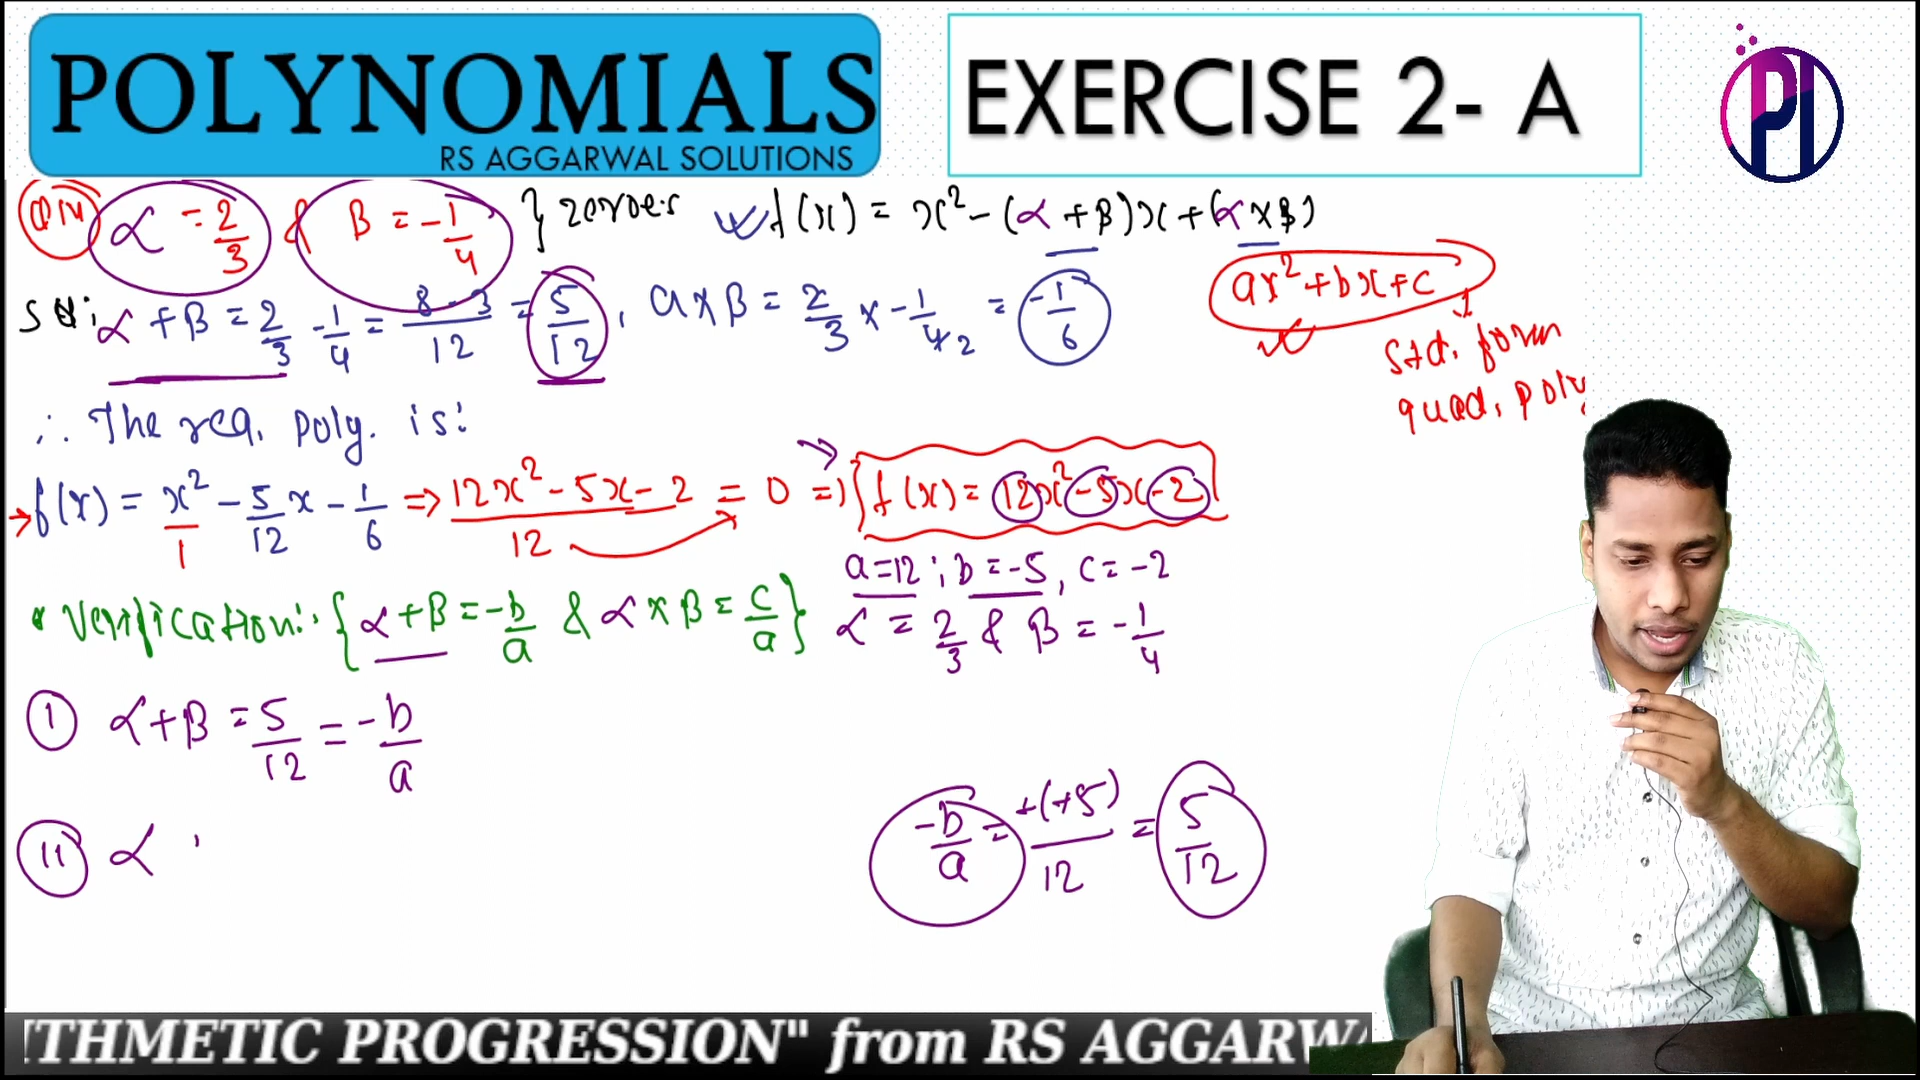 POLYNOMIALS
RS AGGARWAL SOLUTIONS
EXERCISE 2- A
PI
Q14 α = 2/3 & β = -1/4 } zeroes f(x) = x² - (α + β)x + (α × β)
ax² + bx + c
Std. form
quad. poly
α + β = 2/3 - 1/4 = 8 - 3/12 = 5/12 , α × β = 2/3 × -1/4 2 = -1/6
∴ The req. poly. is:
f(x) = x²/1 - 5/12 x - 1/6 => 12x² - 5x - 2/12 = 0 => f(x) = 12x² - 5x - 2
a = 12 ; b = -5 , c = -2
* Verification:. { α + β = -b/a & α × β = c/a } α = 2/3 & β = -1/4
I α + β = 5/12 = -b/a
II α
-b/a = +(+5)/12 = 5/12
THMETIC PROGRESSION" from RS AGGARWA